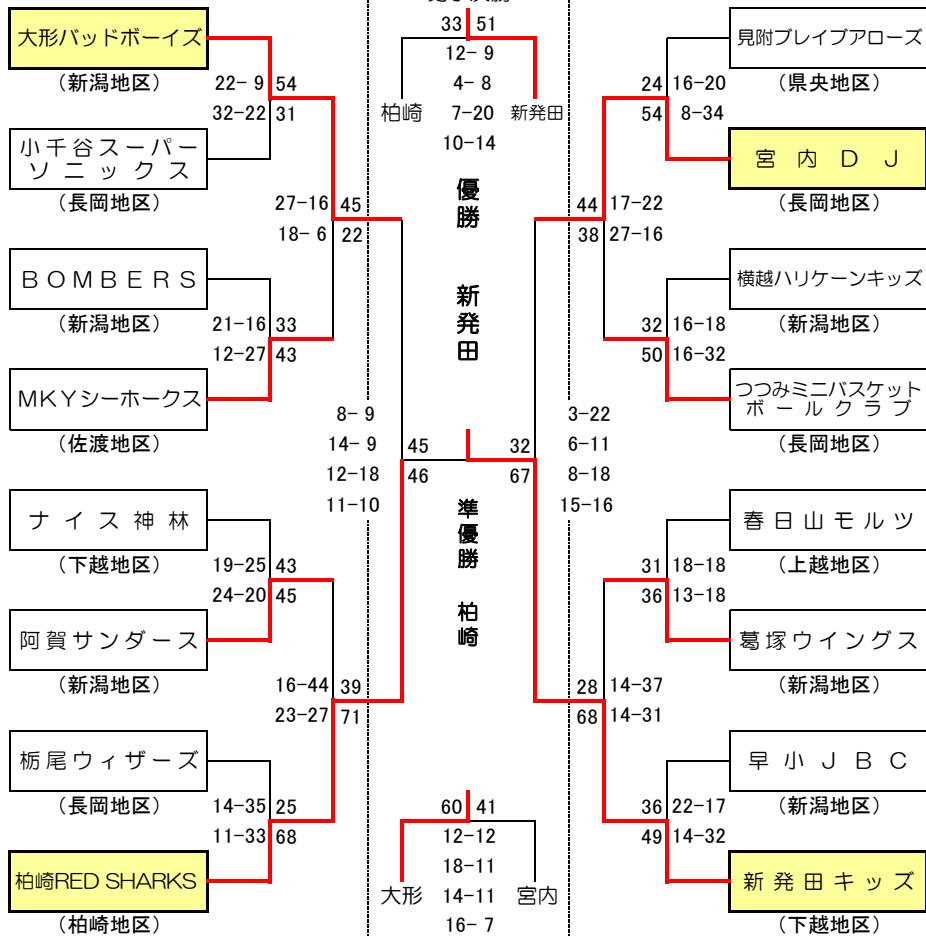 大形バッドボーイズ
(新潟地区)
22- 9 54
32-22 31
小千谷スーパー
ソニックス
(長岡地区)
27-16 45
18- 6 22
BOMBERS
(新潟地区)
21-16 33
12-27 43
MKYシーホークス
(佐渡地区)
ナイス神林
(下越地区)
19-25 43
24-20 45
阿賀サンダース
(新潟地区)
16-44 39
23-27 71
栃尾ウィザーズ
(長岡地区)
14-35 25
11-33 68
柏崎RED SHARKS
(柏崎地区)
33 51
12- 9
4- 8
7-20
10-14
柏崎
新発田
優勝
新発田
8- 9
14- 9
12-18
11-10
45
46
32
67
3-22
6-11
8-18
15-16
準優勝
柏崎
60 41
12-12
18-11
14-11
16- 7
大形
宮内
見附ブレイブアローズ
(県央地区)
24 16-20
54 8-34
宮内DJ
(長岡地区)
44 17-22
38 27-16
横越ハリケーンキッズ
(新潟地区)
32 16-18
50 16-32
つつみミニバスケット
ボールクラブ
(長岡地区)
春日山モルツ
(上越地区)
31 18-18
36 13-18
葛塚ウイングス
(新潟地区)
28 14-37
68 14-31
早小JBC
(新潟地区)
36 22-17
49 14-32
新発田キッズ
(下越地区)